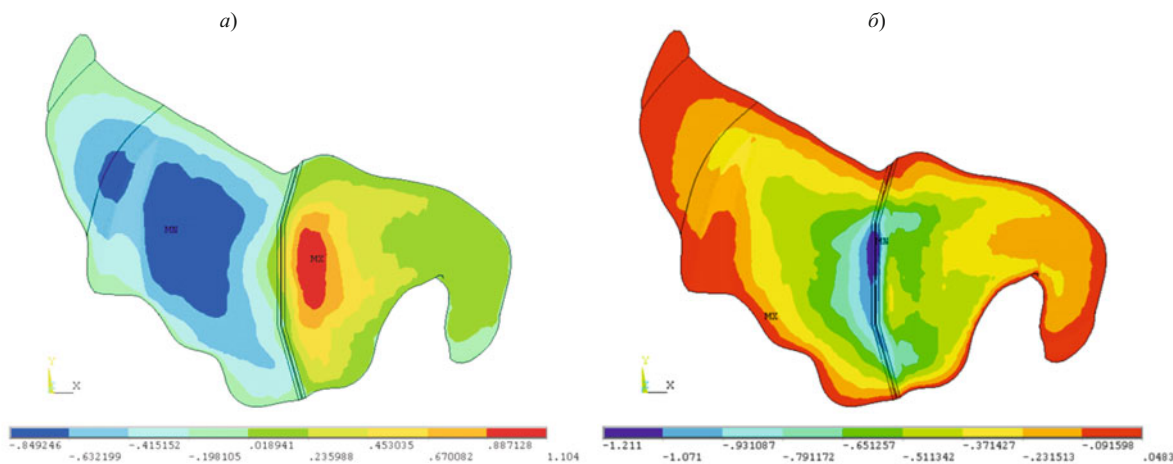 а) б)
MN
MX
MN
MX
Y
X
Y
X
-.849246 -.415152 .018941 .453035 .887128
-.632199 -.198105 .235988 .670082 1.104
-1.211 -.931087 -.651257 -.371427 -.091598
-1.071 -.791172 -.511342 -.231513